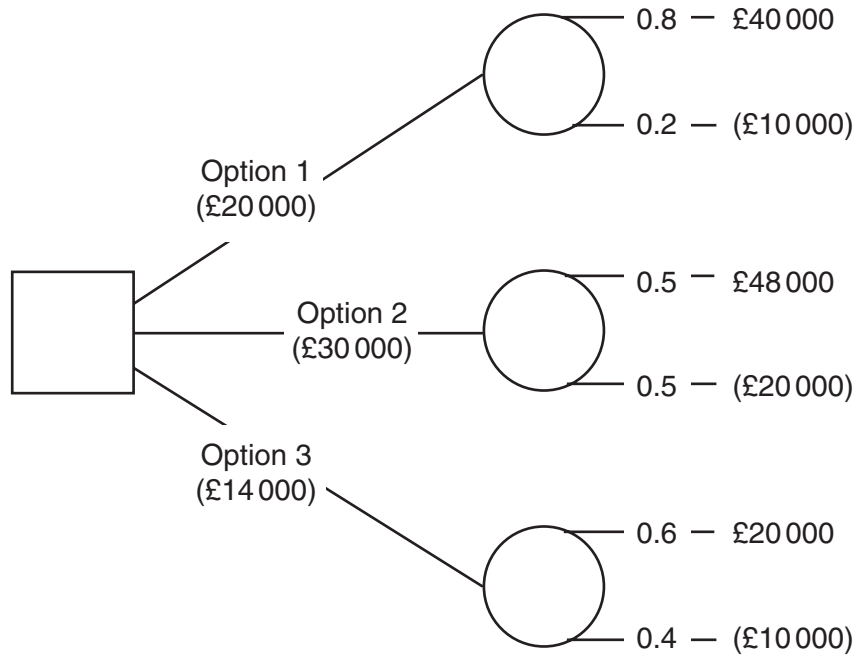 0.8 — £40 000
0.2 — (£10 000)
Option 1
(£20 000)
0.5 — £48 000
Option 2
(£30 000)
0.5 — (£20 000)
Option 3
(£14 000)
0.6 — £20 000
0.4 — (£10 000)